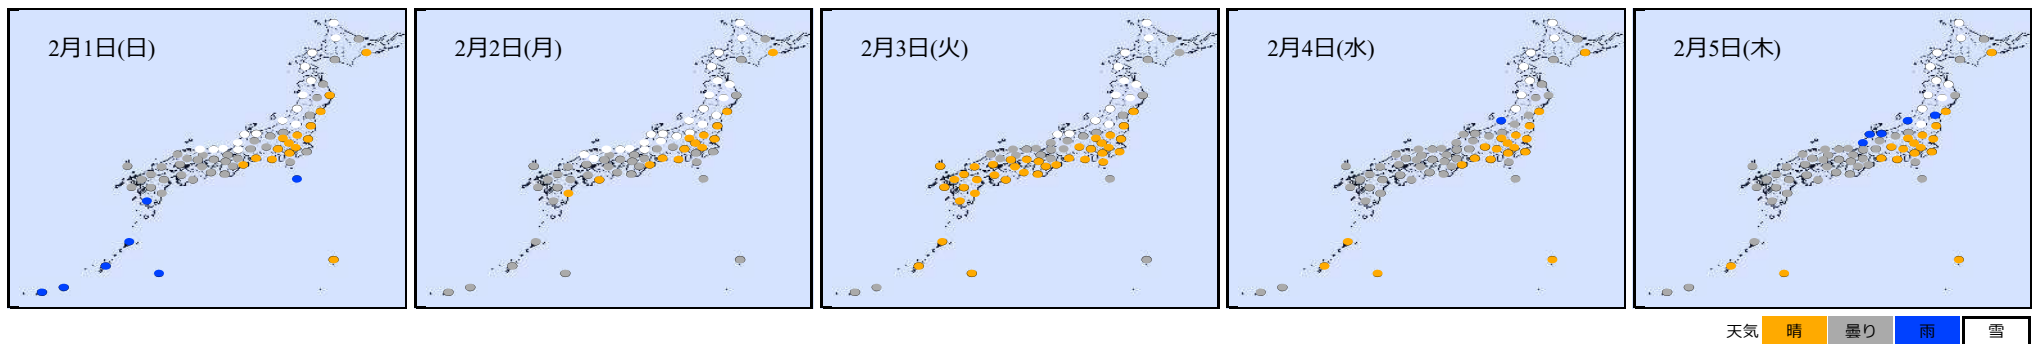 2月1日(日)
2月2日(月)
2月3日(火)
2月4日(水)
2月5日(木)
天気 晴 曇り 雨 雪